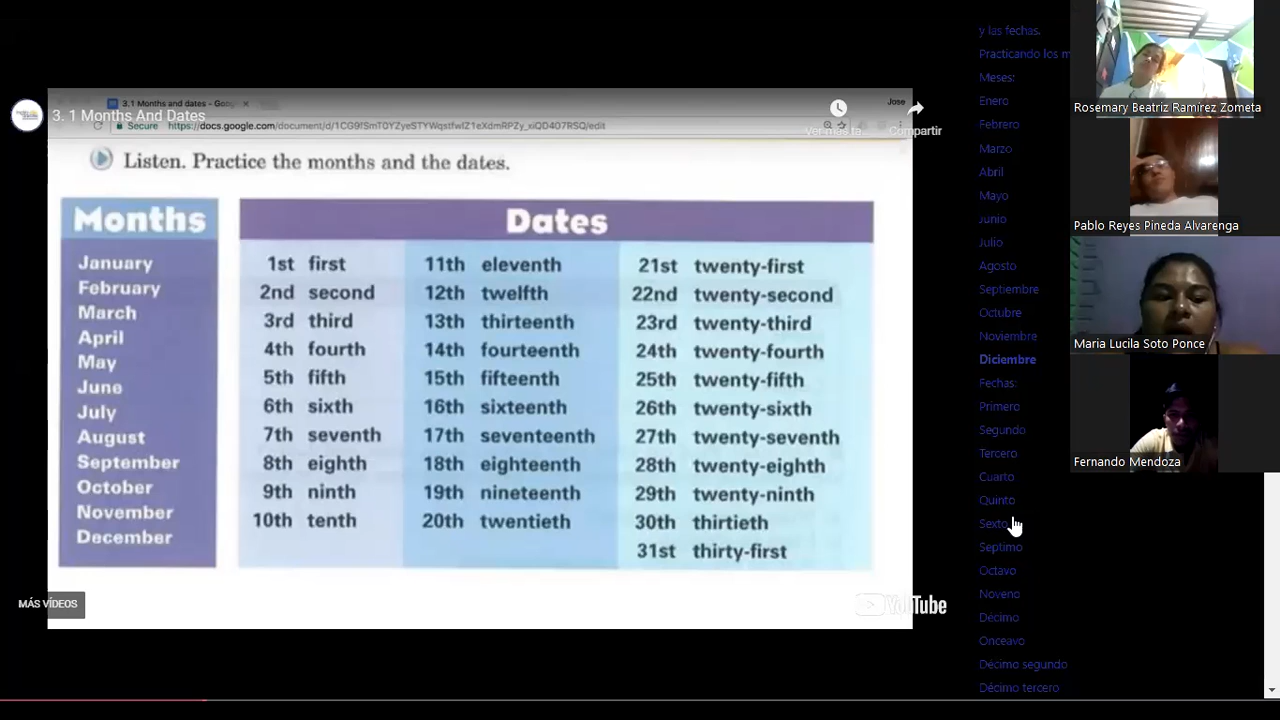 3.1 Months and dates - Goo
Jose
3. 1 Months And Dates
Secure
https://docs.google.com/document/d/1CG9fSmT0YZyeSTYWqstfwIZ1eXdmRPZy_xiQD407RSQ/edit
Ver más ta...
Compartir
Listen. Practice the months and the dates.
Months
January
February
March
April
May
June
July
August
September
October
November
December
Dates
1st first
2nd second
3rd third
4th fourth
5th fifth
6th sixth
7th seventh
8th eighth
9th ninth
10th tenth
11th eleventh
12th twelfth
13th thirteenth
14th fourteenth
15th fifteenth
16th sixteenth
17th seventeenth
18th eighteenth
19th nineteenth
20th twentieth
21st twenty-first
22nd twenty-second
23rd twenty-third
24th twenty-fourth
25th twenty-fifth
26th twenty-sixth
27th twenty-seventh
28th twenty-eighth
29th twenty-ninth
30th thirtieth
31st thirty-first
MÁS VÍDEOS
YouTube
y las fechas.
Practicando los m
Meses:
Enero
Febrero
Marzo
Abril
Mayo
Junio
Julio
Agosto
Septiembre
Octubre
Noviembre
Diciembre
Fechas:
Primero
Segundo
Tercero
Cuarto
Quinto
Sexto
Septimo
Octavo
Noveno
Décimo
Onceavo
Décimo segundo
Décimo tercero
Rosemary Beatriz Ramirez Zometa
Pablo Reyes Pineda Alvarenga
Maria Lucila Soto Ponce
Fernando Mendoza